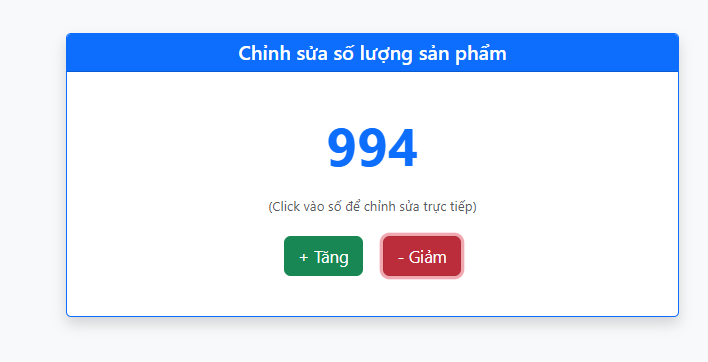 Chỉnh sửa số lượng sản phẩm
994
(Click vào số để chỉnh sửa trực tiếp)
+ Tăng - Giảm